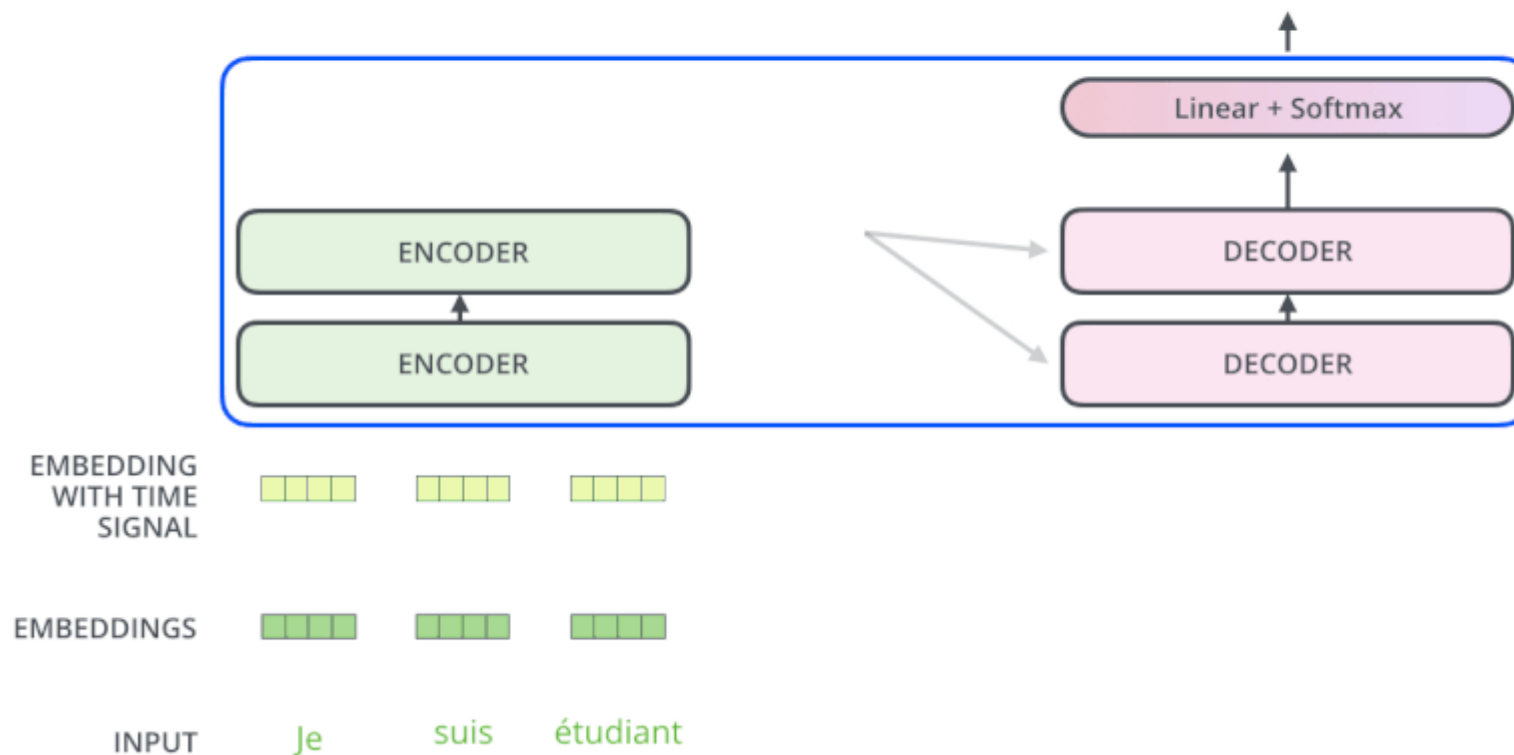 Linear + Softmax
ENCODER
DECODER
ENCODER
DECODER
EMBEDDING
WITH TIME
SIGNAL
EMBEDDINGS
INPUT Je suis étudiant